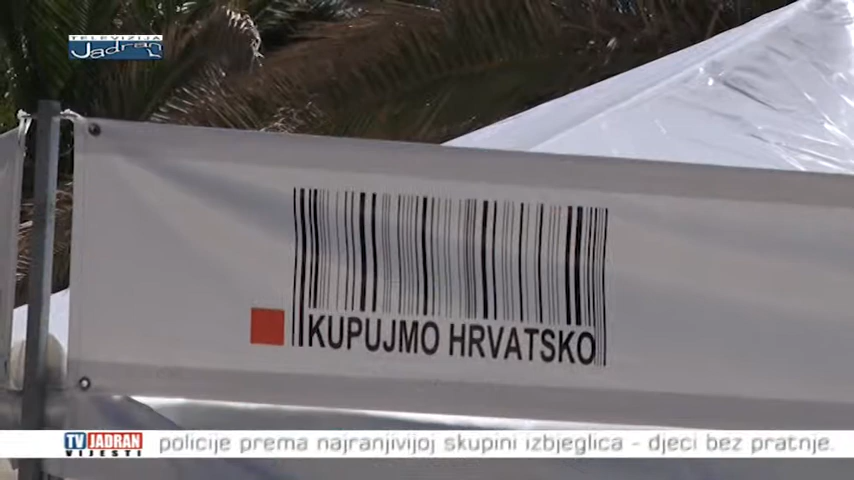 TELEVIZIJA
Jadran
KUPUJMO HRVATSKO
TV JADRAN
VIJESTI
policije prema najranjivijoj skupini izbjeglica - djeci bez pratnje.